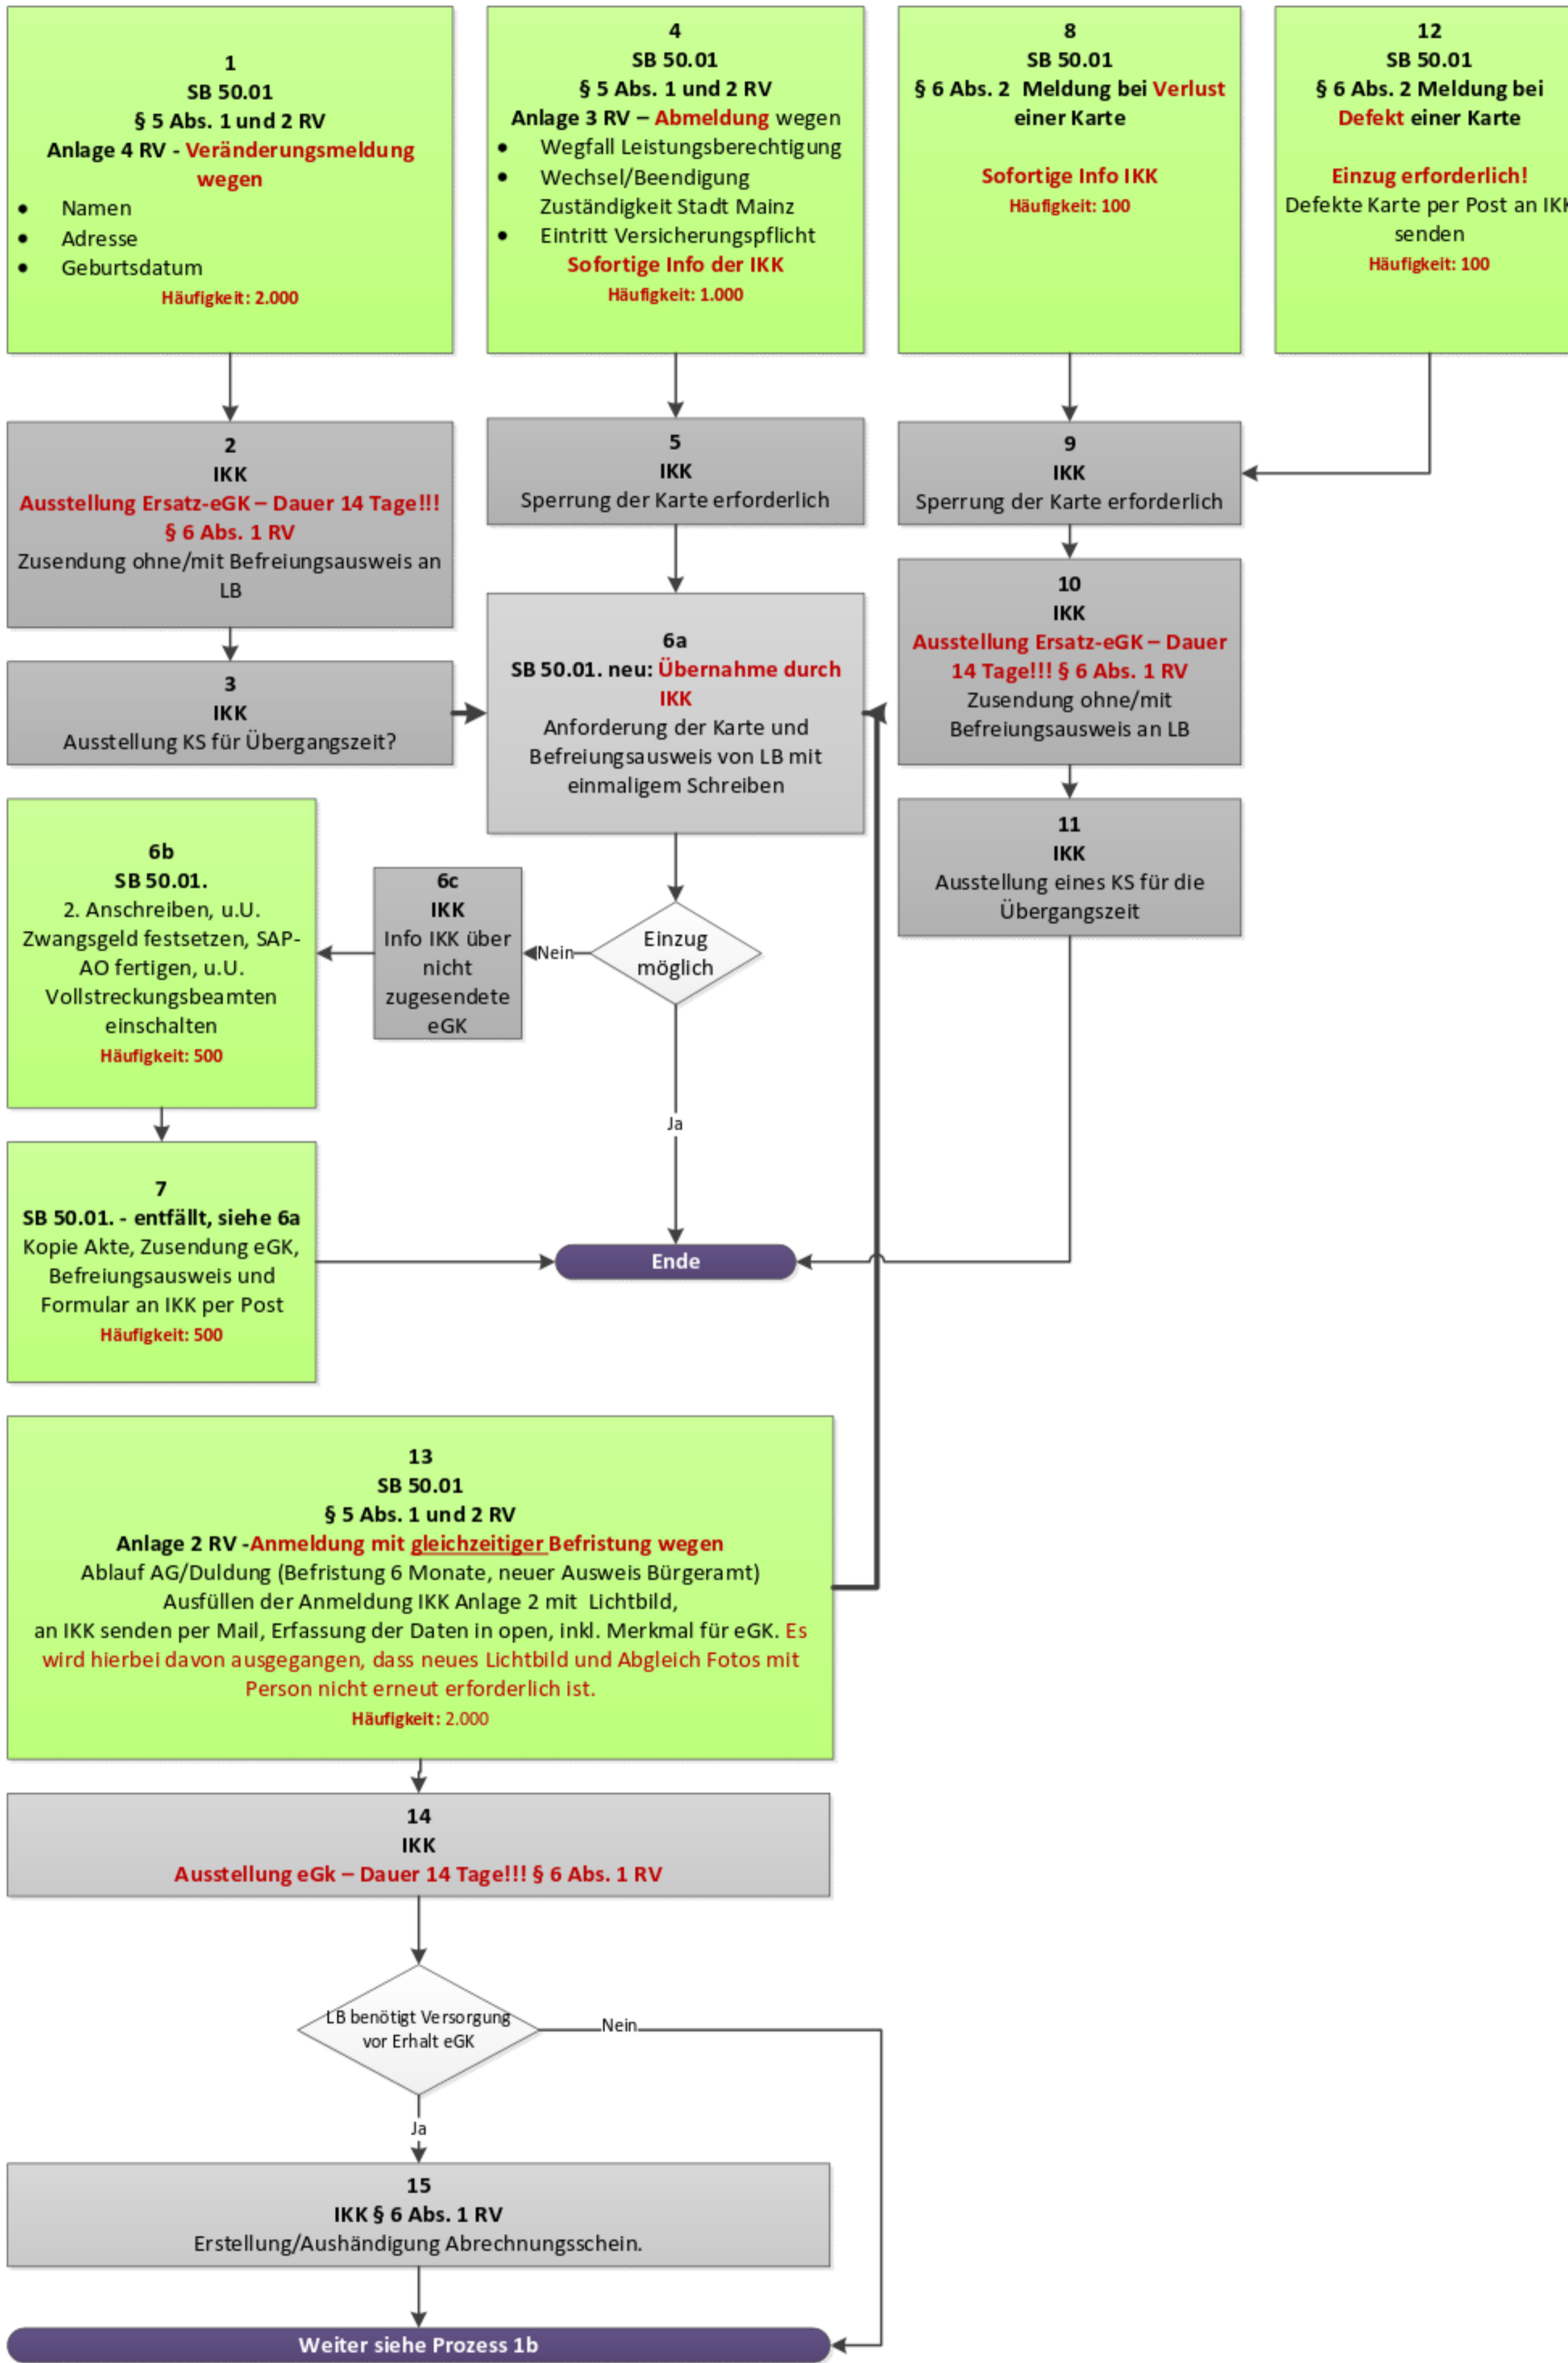 1
SB 50.01
§ 5 Abs. 1 und 2 RV
Anlage 4 RV - Veränderungsmeldung
wegen
• Namen
• Adresse
• Geburtsdatum
Häufigkeit: 2.000
4
SB 50.01
§ 5 Abs. 1 und 2 RV
Anlage 3 RV – Abmeldung wegen
• Wegfall Leistungsberechtigung
• Wechsel/Beendigung
Zuständigkeit Stadt Mainz
• Eintritt Versicherungspflicht
Sofortige Info der IKK
Häufigkeit: 1.000
8
SB 50.01
§ 6 Abs. 2 Meldung bei Verlust
einer Karte
Sofortige Info IKK
Häufigkeit: 100
12
SB 50.01
§ 6 Abs. 2 Meldung bei
Defekt einer Karte
Einzug erforderlich!
Defekte Karte per Post an IKK
senden
Häufigkeit: 100
2
IKK
Ausstellung Ersatz-eGK – Dauer 14 Tage!!!
§ 6 Abs. 1 RV
Zusendung ohne/mit Befreiungsausweis an
LB
5
IKK
Sperrung der Karte erforderlich
9
IKK
Sperrung der Karte erforderlich
3
IKK
Ausstellung KS für Übergangszeit?
6a
SB 50.01. neu: Übernahme durch
IKK
Anforderung der Karte und
Befreiungsausweis von LB mit
einmaligem Schreiben
10
IKK
Ausstellung Ersatz-eGK – Dauer
14 Tage!!! § 6 Abs. 1 RV
Zusendung ohne/mit
Befreiungsausweis an LB
11
IKK
Ausstellung eines KS für die
Übergangszeit
6b
SB 50.01.
2. Anschreiben, u.U.
Zwangsgeld festsetzen, SAP-
AO fertigen, u.U.
Vollstreckungsbeamten
einschalten
Häufigkeit: 500
6c
IKK
Info IKK über
nicht
zugesendete
eGK
Nein
Einzug
möglich
Ja
7
SB 50.01. - entfällt, siehe 6a
Kopie Akte, Zusendung eGK,
Befreiungsausweis und
Formular an IKK per Post
Häufigkeit: 500
Ende
13
SB 50.01
§ 5 Abs. 1 und 2 RV
Anlage 2 RV -Anmeldung mit gleichzeitiger Befristung wegen
Ablauf AG/Duldung (Befristung 6 Monate, neuer Ausweis Bürgeramt)
Ausfüllen der Anmeldung IKK Anlage 2 mit Lichtbild,
an IKK senden per Mail, Erfassung der Daten in open, inkl. Merkmal für eGK. Es
wird hierbei davon ausgegangen, dass neues Lichtbild und Abgleich Fotos mit
Person nicht erneut erforderlich ist.
Häufigkeit: 2.000
14
IKK
Ausstellung eGk – Dauer 14 Tage!!! § 6 Abs. 1 RV
LB benötigt Versorgung
vor Erhalt eGK
Nein
Ja
15
IKK § 6 Abs. 1 RV
Erstellung/Aushändigung Abrechnungsschein.
Weiter siehe Prozess 1b